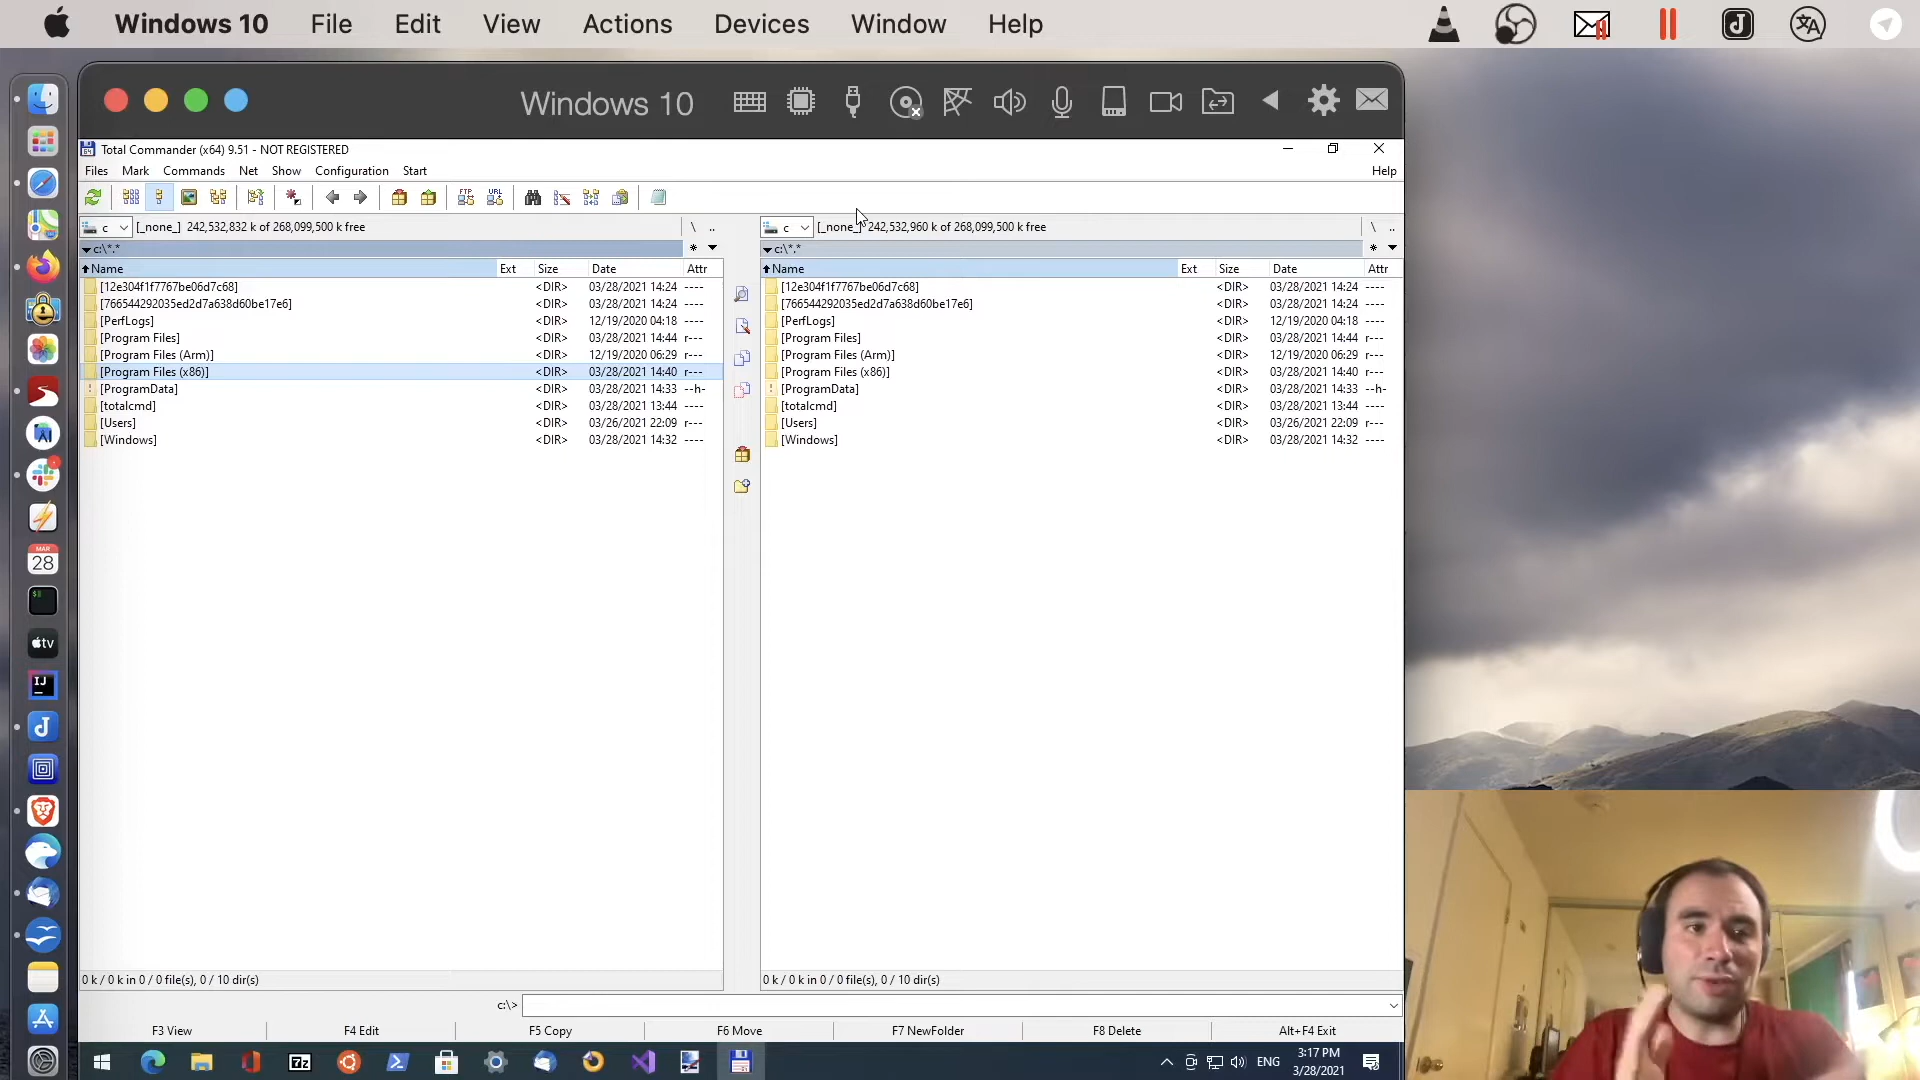 Windows 10 File Edit View Actions Devices Window Help
Windows 10
Total Commander (x64) 9.51 - NOT REGISTERED
Files Mark Commands Net Show Configuration Start Help
FTP URL
c [_none_] 242,532,832 k of 268,099,500 k free \ ..
c [_none_] 242,532,960 k of 268,099,500 k free \ ..
c:\*.* * 
c:\*.* *
Name Ext Size Date Attr
[12e304f1f7767be06d7c68] <DIR> 03/28/2021 14:24 ----
[766544292035ed2d7a638d60be17e6] <DIR> 03/28/2021 14:24 ----
[PerfLogs] <DIR> 12/19/2020 04:18 ----
[Program Files] <DIR> 03/28/2021 14:44 r---
[Program Files (Arm)] <DIR> 12/19/2020 06:29 r---
[Program Files (x86)] <DIR> 03/28/2021 14:40 r---
[ProgramData] <DIR> 03/28/2021 14:33 --h-
[totalcmd] <DIR> 03/28/2021 13:44 ----
[Users] <DIR> 03/26/2021 22:09 r---
[Windows] <DIR> 03/28/2021 14:32 ----
0 k / 0 k in 0 / 0 file(s), 0 / 10 dir(s)
Name Ext Size Date Attr
[12e304f1f7767be06d7c68] <DIR> 03/28/2021 14:24 ----
[766544292035ed2d7a638d60be17e6] <DIR> 03/28/2021 14:24 ----
[PerfLogs] <DIR> 12/19/2020 04:18 ----
[Program Files] <DIR> 03/28/2021 14:44 r---
[Program Files (Arm)] <DIR> 12/19/2020 06:29 r---
[Program Files (x86)] <DIR> 03/28/2021 14:40 r---
[ProgramData] <DIR> 03/28/2021 14:33 --h-
[totalcmd] <DIR> 03/28/2021 13:44 ----
[Users] <DIR> 03/26/2021 22:09 r---
[Windows] <DIR> 03/28/2021 14:32 ----
0 k / 0 k in 0 / 0 file(s), 0 / 10 dir(s)
c:\>
F3 View F4 Edit F5 Copy F6 Move F7 NewFolder F8 Delete Alt+F4 Exit
7z
ENG
3:17 PM
3/28/2021
MAR
28
tv
IJ
J